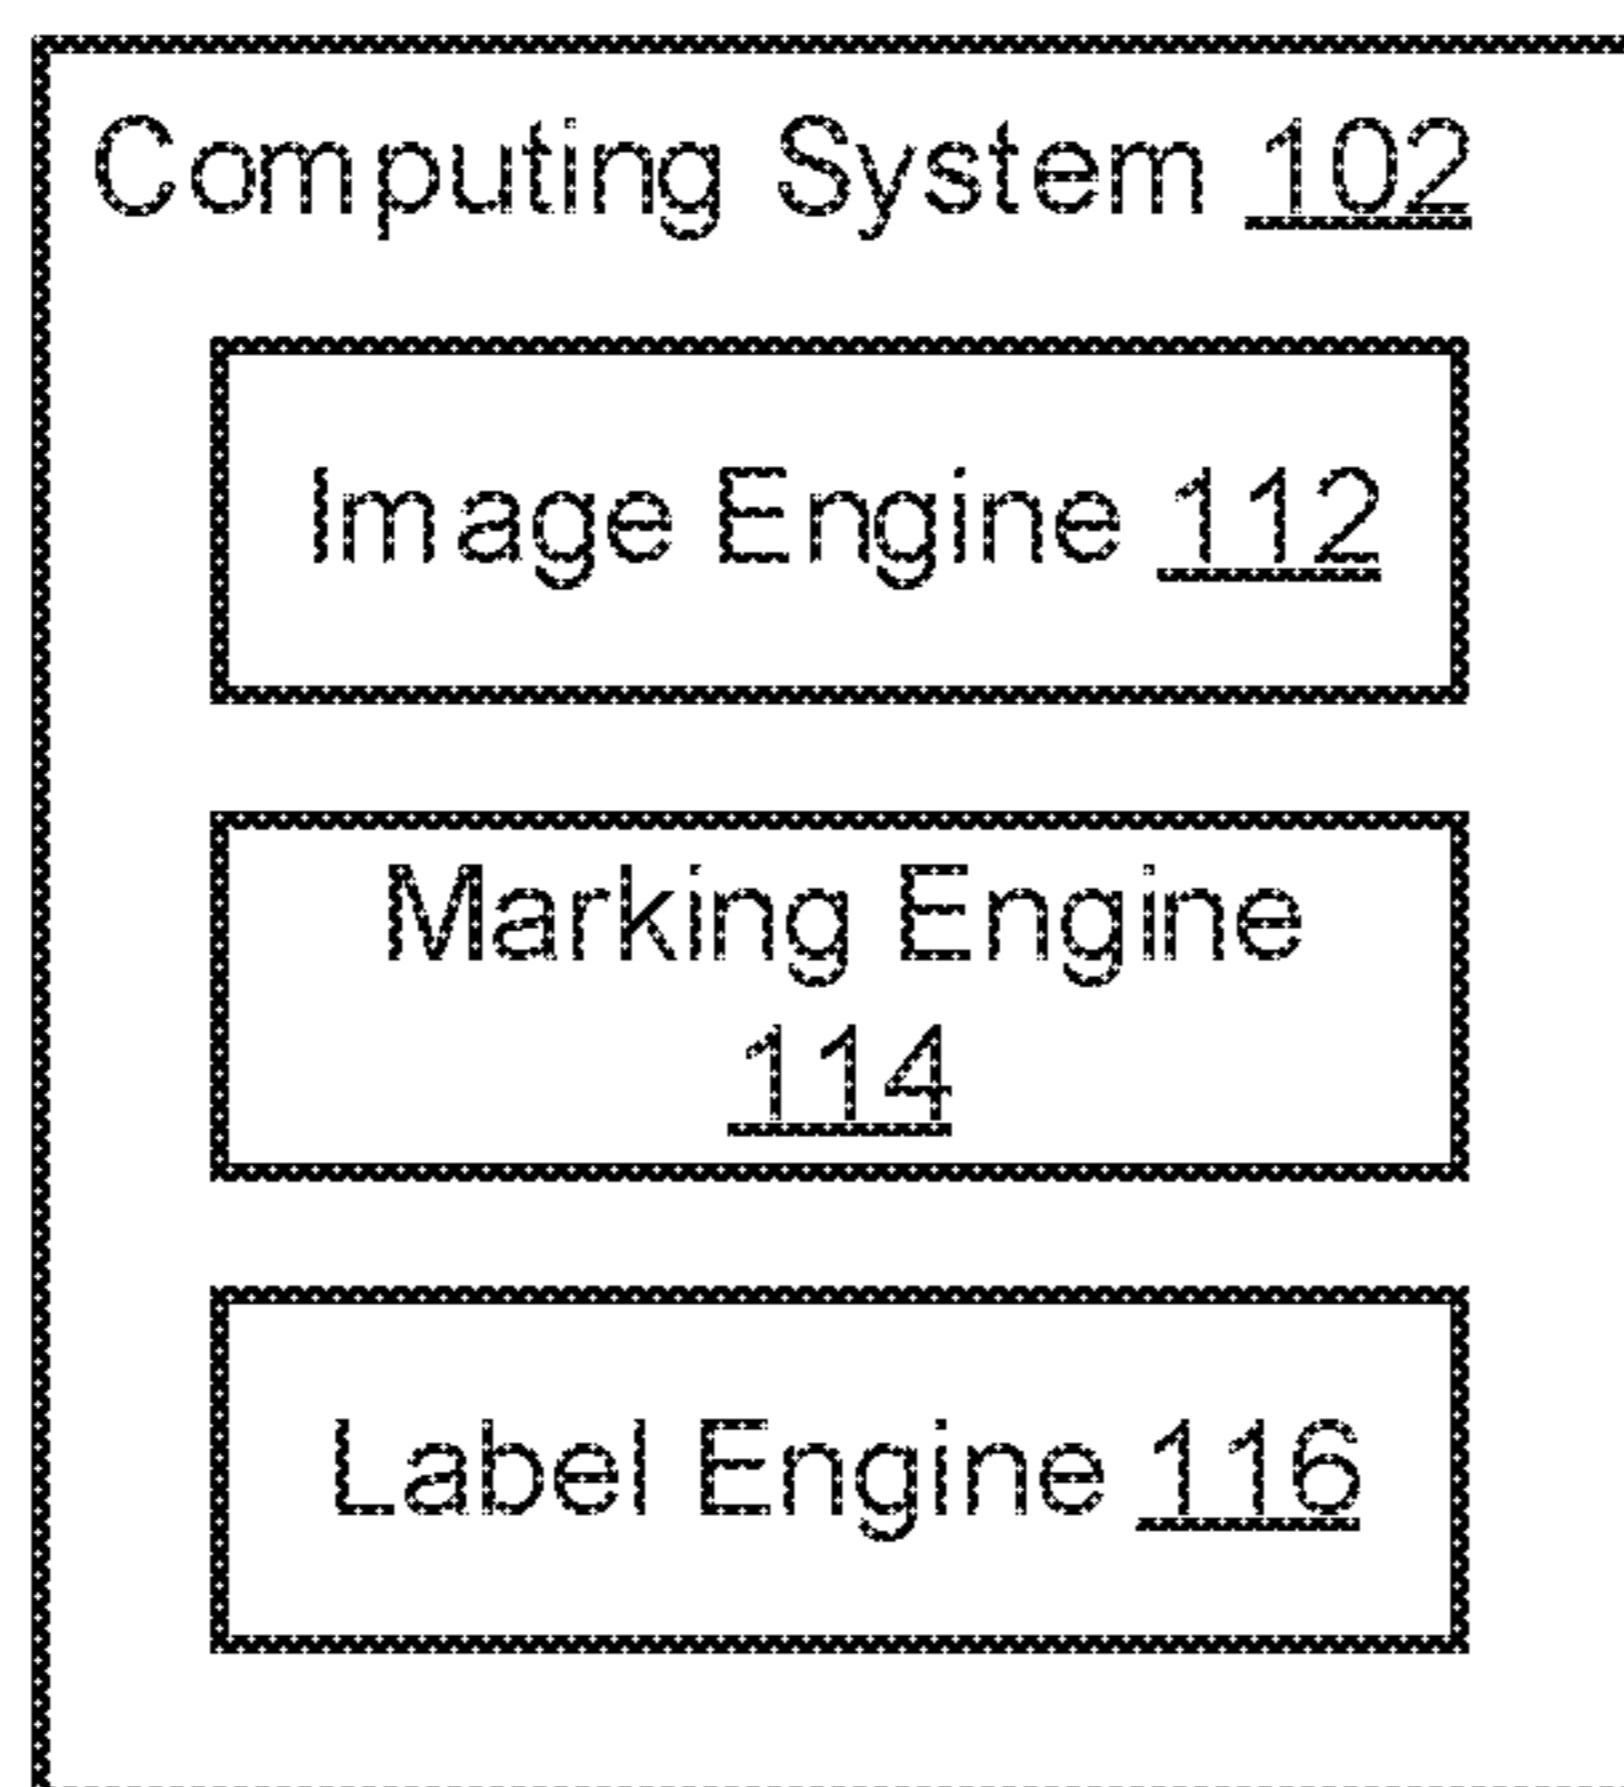 Computing System 102
Image Engine 112
Marking Engine
114
Label Engine 116